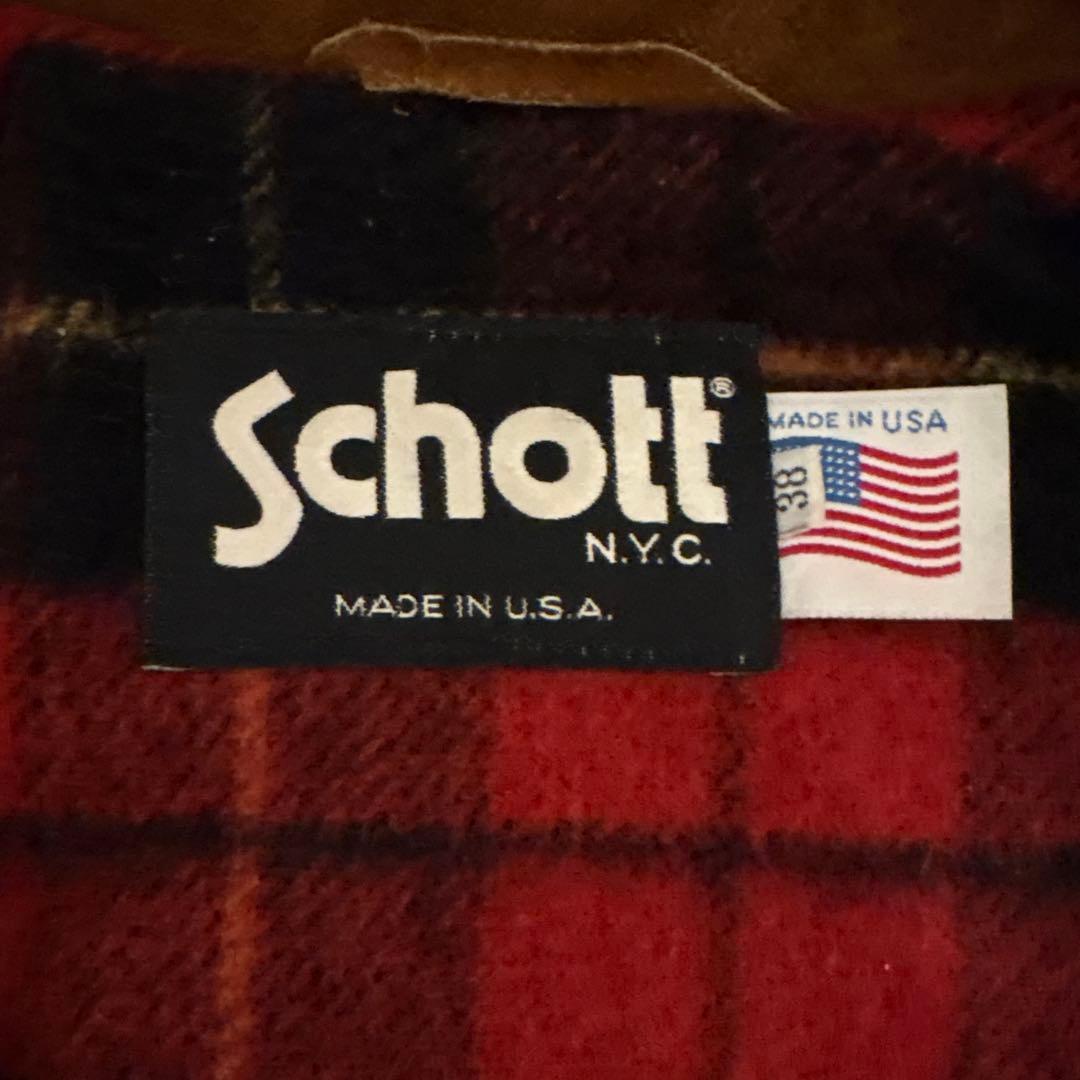 Schott®
N.Y.C.
MADE IN U.S.A.
MADE IN USA
38